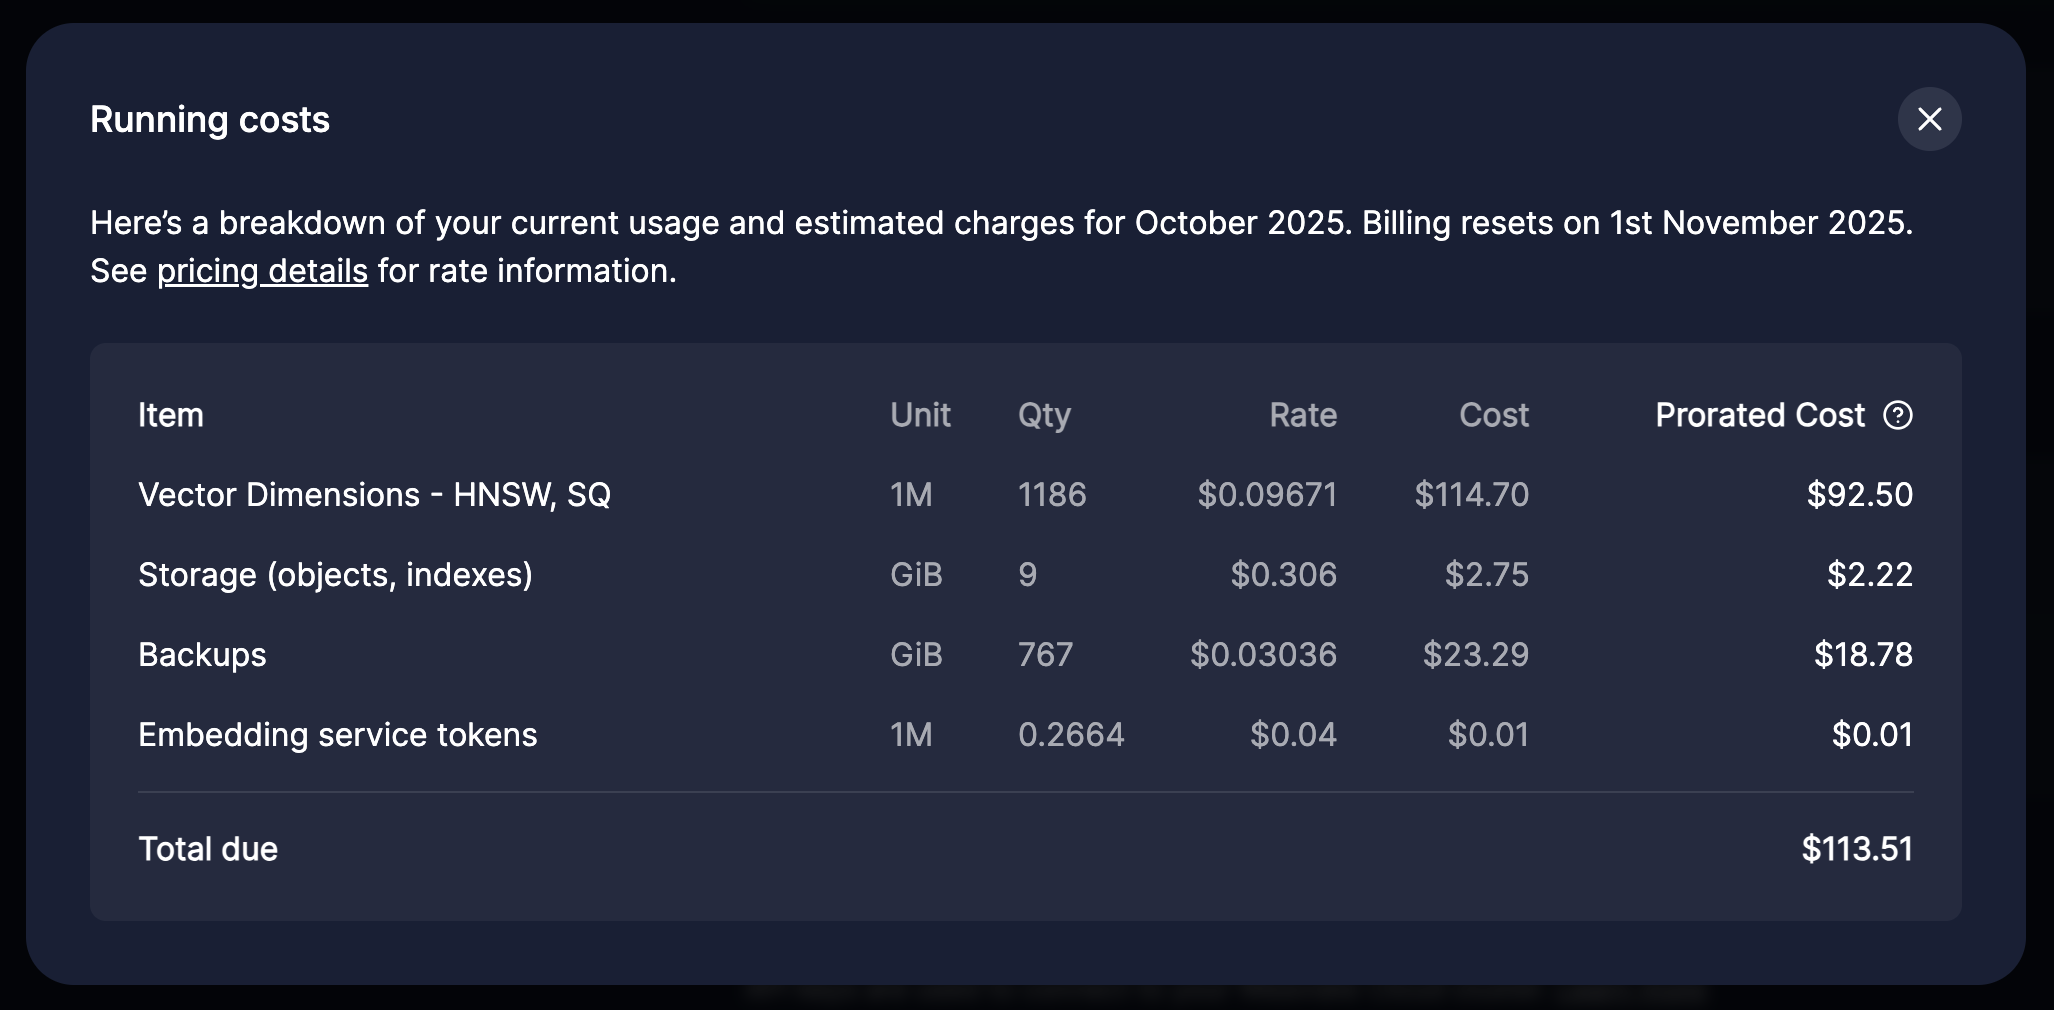 Running costs
Here’s a breakdown of your current usage and estimated charges for October 2025. Billing resets on 1st November 2025.
See pricing details for rate information.
Item Unit Qty Rate Cost Prorated Cost
Vector Dimensions - HNSW, SQ 1M 1186 $0.09671 $114.70 $92.50
Storage (objects, indexes) GiB 9 $0.306 $2.75 $2.22
Backups GiB 767 $0.03036 $23.29 $18.78
Embedding service tokens 1M 0.2664 $0.04 $0.01 $0.01
Total due $113.51